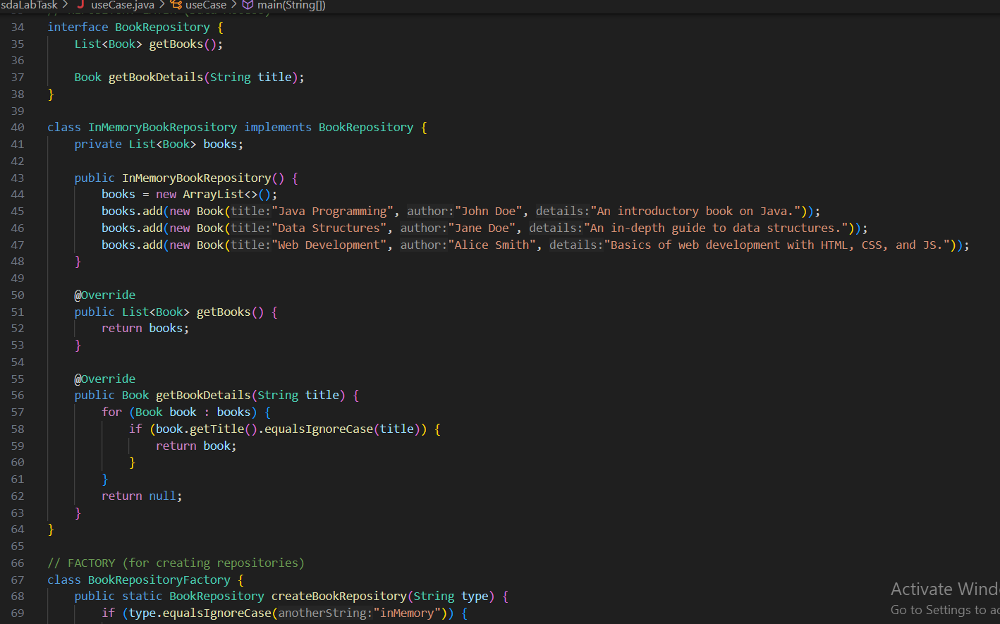 sdaLabTask > J useCase.java > useCase > main(String[])
34 interface BookRepository {
35     List<Book> getBooks();
36
37     Book getBookDetails(String title);
38 }
39
40 class InMemoryBookRepository implements BookRepository {
41     private List<Book> books;
42
43     public InMemoryBookRepository() {
44         books = new ArrayList<>();
45         books.add(new Book(title:"Java Programming", author:"John Doe", details:"An introductory book on Java."));
46         books.add(new Book(title:"Data Structures", author:"Jane Doe", details:"An in-depth guide to data structures."));
47         books.add(new Book(title:"Web Development", author:"Alice Smith", details:"Basics of web development with HTML, CSS, and JS."));
48     }
49
50     @Override
51     public List<Book> getBooks() {
52         return books;
53     }
54
55     @Override
56     public Book getBookDetails(String title) {
57         for (Book book : books) {
58             if (book.getTitle().equalsIgnoreCase(title)) {
59                 return book;
60             }
61         }
62         return null;
63     }
64 }
65
66 // FACTORY (for creating repositories)
67 class BookRepositoryFactory {
68     public static BookRepository createBookRepository(String type) {
69         if (type.equalsIgnoreCase(anotherString:"inMemory")) {
Activate Wind
Go to Settings to ac